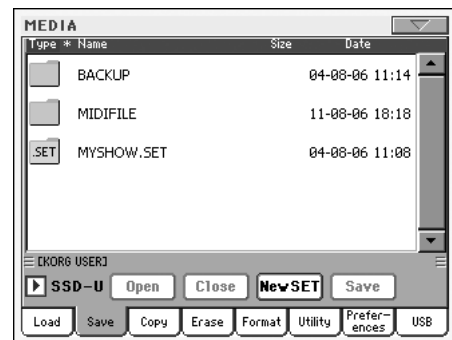 MEDIA
Type * Name Size Date
BACKUP 04-08-06 11:14
MIDIFILE 11-08-06 18:18
.SET MYSHOW.SET 04-08-06 11:08
[KORG USER]
SSD-U Open Close New SET Save
Load Save Copy Erase Format Utility Prefer-ences USB